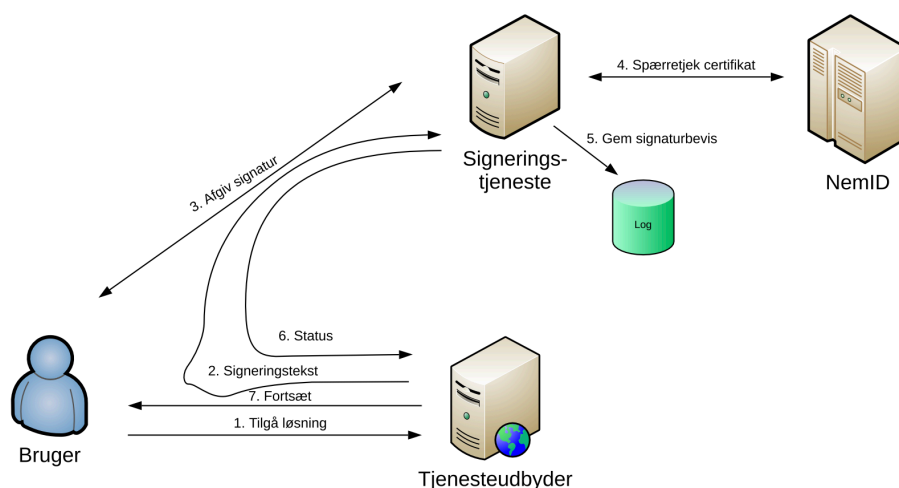 4. Spærretjek certifikat
5. Gem signaturbevis
Signerings-
tjeneste
NemID
3. Afgiv signatur
Log
6. Status
2. Signeringstekst
7. Fortsæt
1. Tilgå løsning
Bruger
Tjenesteudbyder